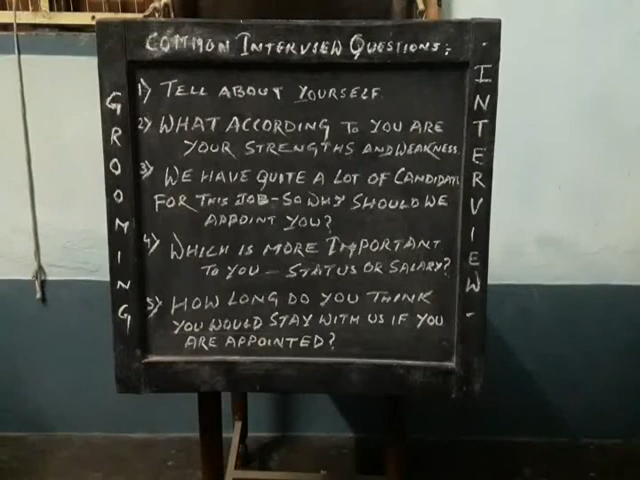 COMMON INTERVIEW QUESTIONS:
GROOMING
1) TELL ABOUT YOURSELF.
2) WHAT ACCORDING TO YOU ARE
YOUR STRENGTHS AND WEAKNESS.
3) WE HAVE QUITE A LOT OF CANDIDATE
FOR THIS JOB - SO WHY SHOULD WE
APPOINT YOU?
4) WHICH IS MORE IMPORTANT
TO YOU - STATUS OR SALARY?
5) HOW LONG DO YOU THINK
YOU WOULD STAY WITH US IF YOU
ARE APPOINTED?
- INTERVIEW -